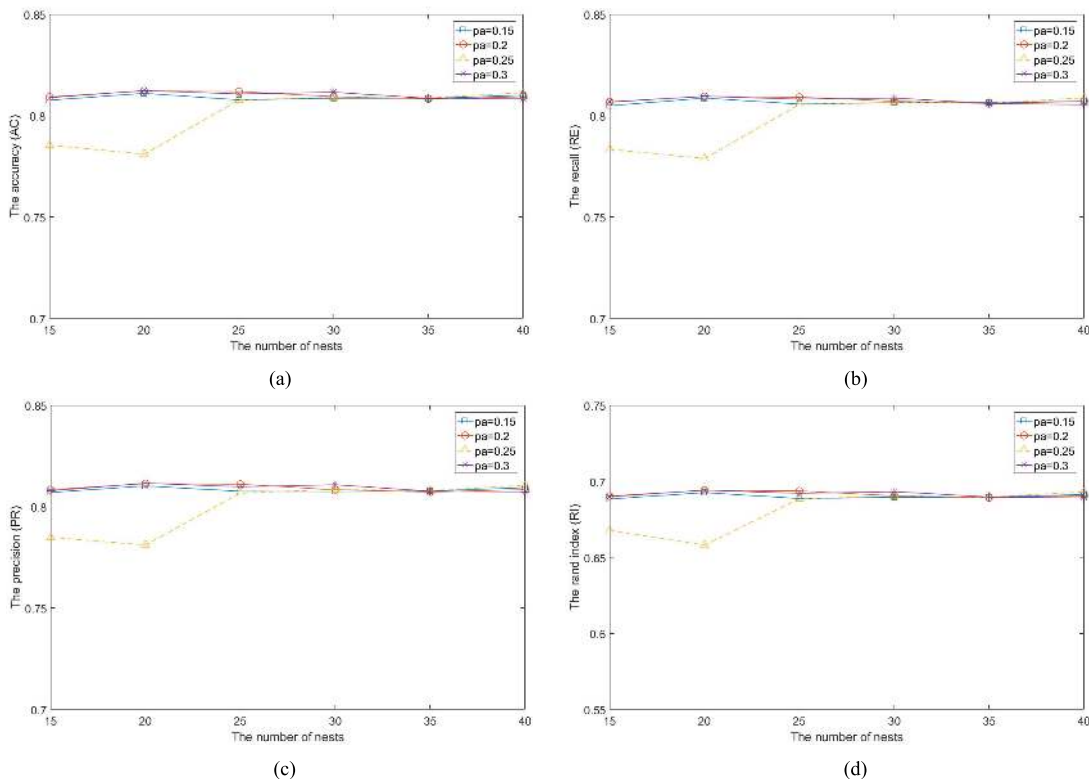 The accuracy (AC)
0.85
0.8
0.75
0.7
pa=0.15
pa=0.2
pa=0.25
pa=0.3
15 20 25 30 35 40
The number of nests
(a)
The recall (RE)
0.85
0.8
0.75
0.7
pa=0.15
pa=0.2
pa=0.25
pa=0.3
15 20 25 30 35 40
The number of nests
(b)
The precision (PR)
0.85
0.8
0.75
0.7
pa=0.15
pa=0.2
pa=0.25
pa=0.3
15 20 25 30 35 40
The number of nests
(c)
The rand index (RI)
0.75
0.7
0.65
0.6
0.55
pa=0.15
pa=0.2
pa=0.25
pa=0.3
15 20 25 30 35 40
The number of nests
(d)